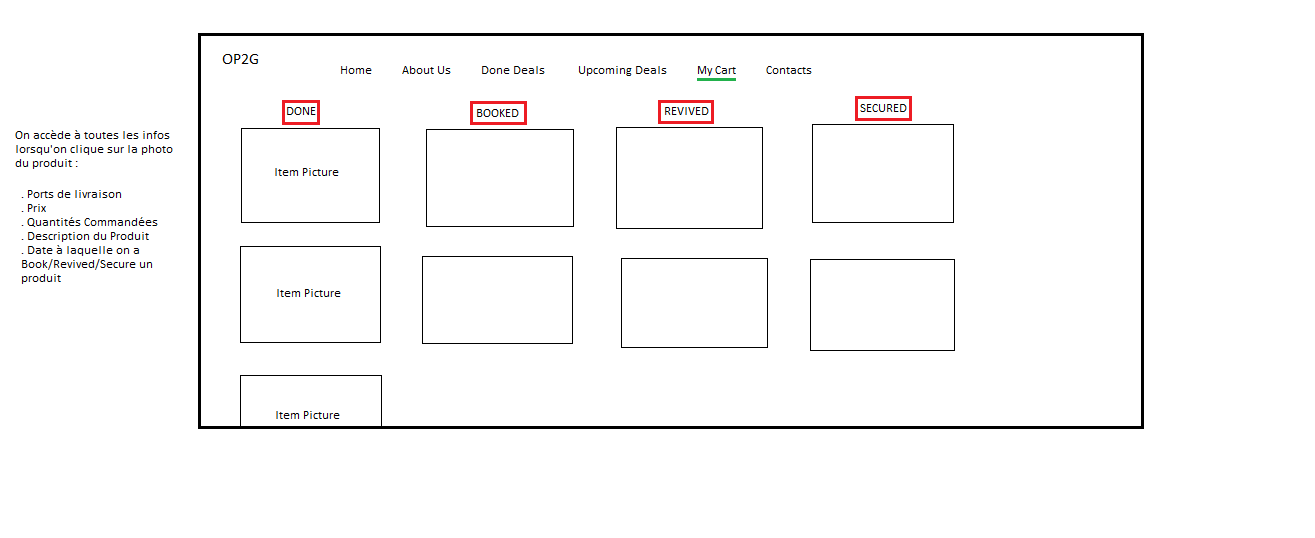 OP2G
Home About Us Done Deals Upcoming Deals My Cart Contacts
DONE BOOKED REVIVED SECURED
On accède à toutes les infos
lorsqu'on clique sur la photo
du produit :
. Ports de livraison
. Prix
. Quantités Commandées
. Description du Produit
. Date à laquelle on a
Book/Revived/Secure un
produit
Item Picture
Item Picture
Item Picture